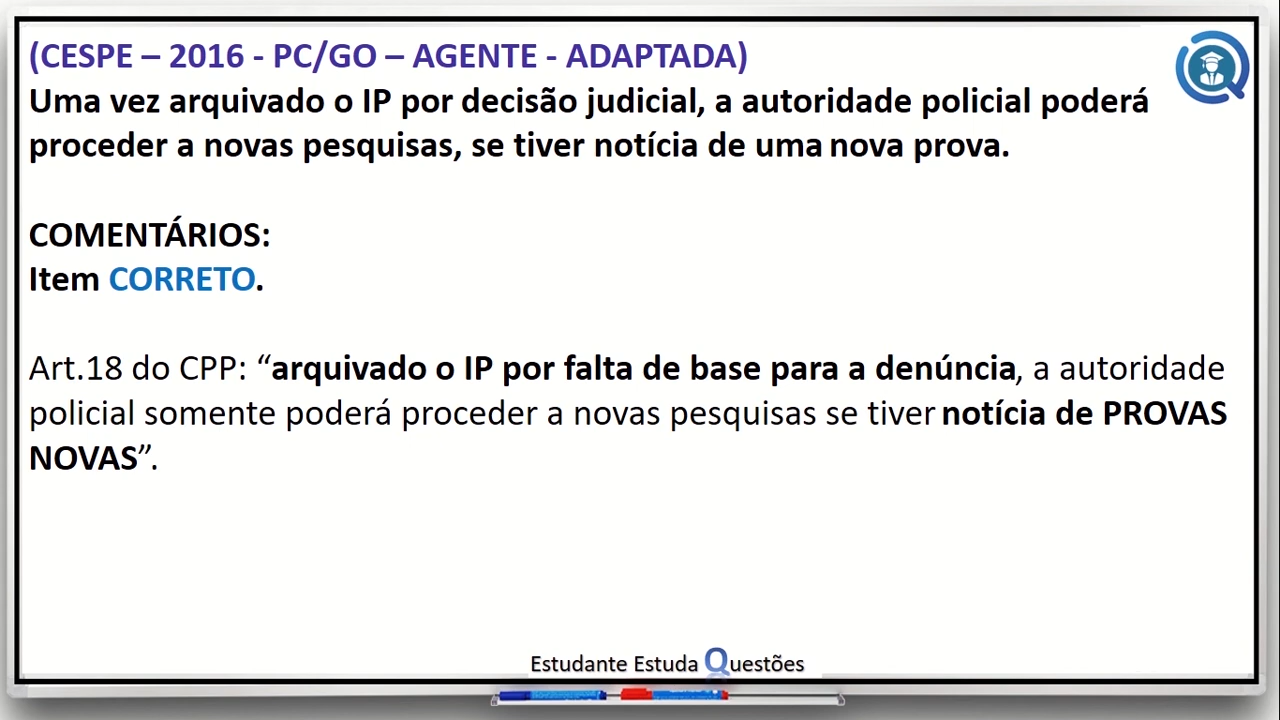 (CESPE – 2016 - PC/GO – AGENTE - ADAPTADA)
Uma vez arquivado o IP por decisão judicial, a autoridade policial poderá
proceder a novas pesquisas, se tiver notícia de uma nova prova.
COMENTÁRIOS:
Item CORRETO.
Art.18 do CPP: “arquivado o IP por falta de base para a denúncia, a autoridade
policial somente poderá proceder a novas pesquisas se tiver notícia de PROVAS
NOVAS”.
Estudante Estuda Questões